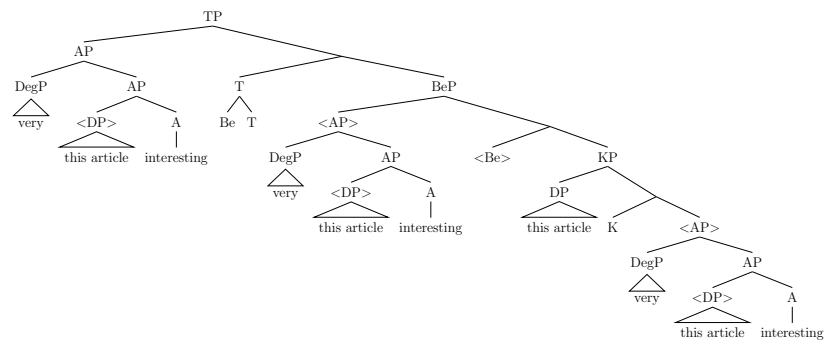 TP
AP
DegP AP T BeP
very <DP> A Be T <AP>
this article interesting DegP AP <Be> KP
very <DP> A DP
this article interesting this article K <AP>
DegP AP
very <DP> A
this article interesting